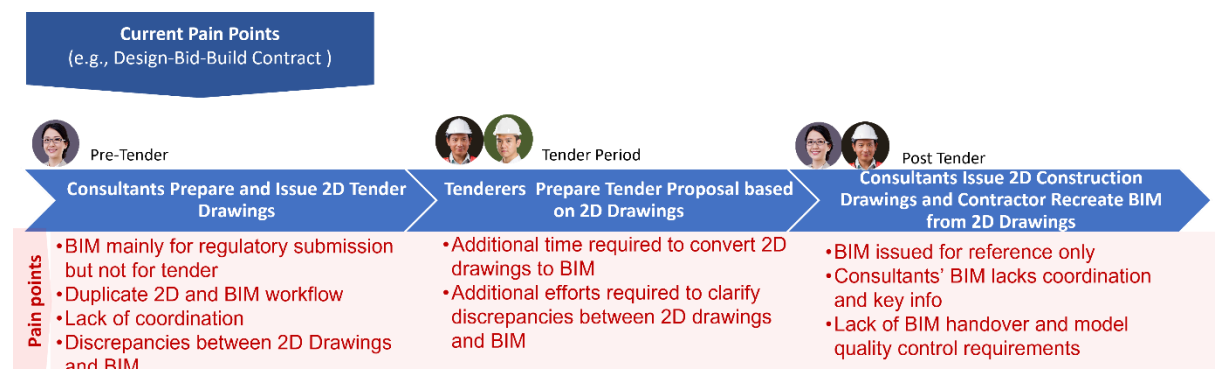 Current Pain Points
(e.g., Design-Bid-Build Contract )
Pre-Tender
Tender Period
Post Tender
Consultants Prepare and Issue 2D Tender
Drawings
Tenderers  Prepare Tender Proposal based
on 2D Drawings
Consultants Issue 2D Construction
Drawings and Contractor Recreate BIM
from 2D Drawings
Pain points
•BIM mainly for regulatory submission
but not for tender
•Duplicate 2D and BIM workflow
•Lack of coordination
•Discrepancies between 2D Drawings
and BIM
•Additional time required to convert 2D
drawings to BIM
•Additional efforts required to clarify
discrepancies between 2D drawings
and BIM
•BIM issued for reference only
•Consultants’ BIM lacks coordination
and key info
•Lack of BIM handover and model
quality control requirements